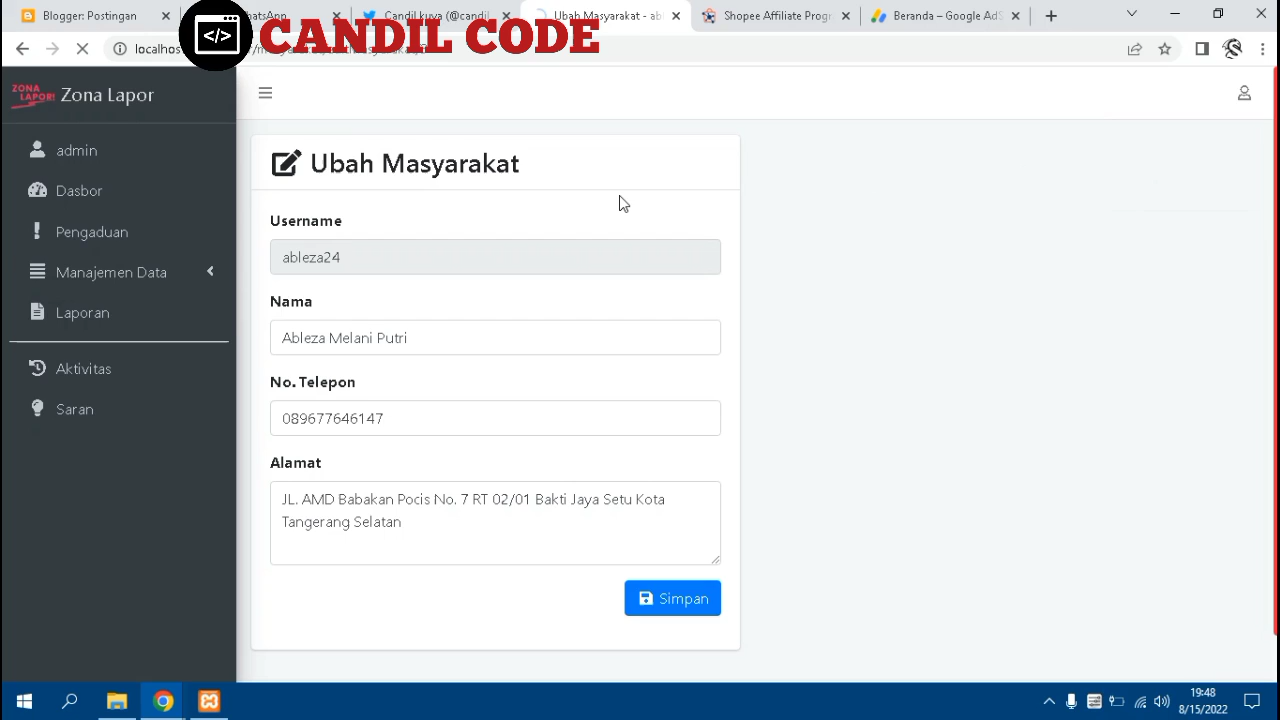 Blogger: Postingan
Candil kuya (@candil
Ubah Masyarakat - ab
Shopee Affiliate Prog
Beranda – Google AdS
</> CANDIL CODE
localhos
ZONA LAPOR! Zona Lapor
admin
Dasbor
Pengaduan
Manajemen Data
Laporan
Aktivitas
Saran
Ubah Masyarakat
Username
ableza24
Nama
Ableza Melani Putri
No. Telepon
089677646147
Alamat
JL. AMD Babakan Pocis No. 7 RT 02/01 Bakti Jaya Setu Kota
Tangerang Selatan
Simpan
19:48
8/15/2022